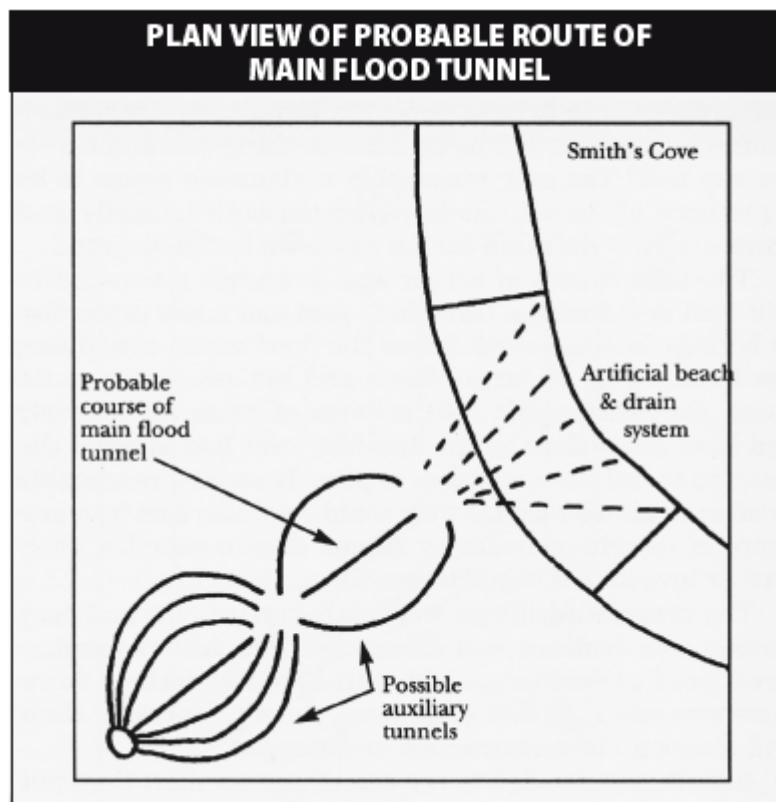 PLAN VIEW OF PROBABLE ROUTE OF
MAIN FLOOD TUNNEL
Smith's Cove
Probable
course of
main flood
tunnel
Artificial beach
& drain
system
Possible
auxiliary
tunnels